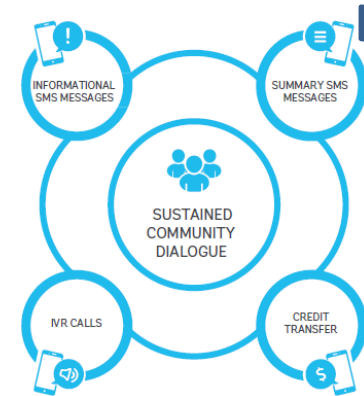 INFORMATIONAL
SMS MESSAGES
SUMMARY SMS
MESSAGES
SUSTAINED
COMMUNITY
DIALOGUE
IVR CALLS
CREDIT
TRANSFER